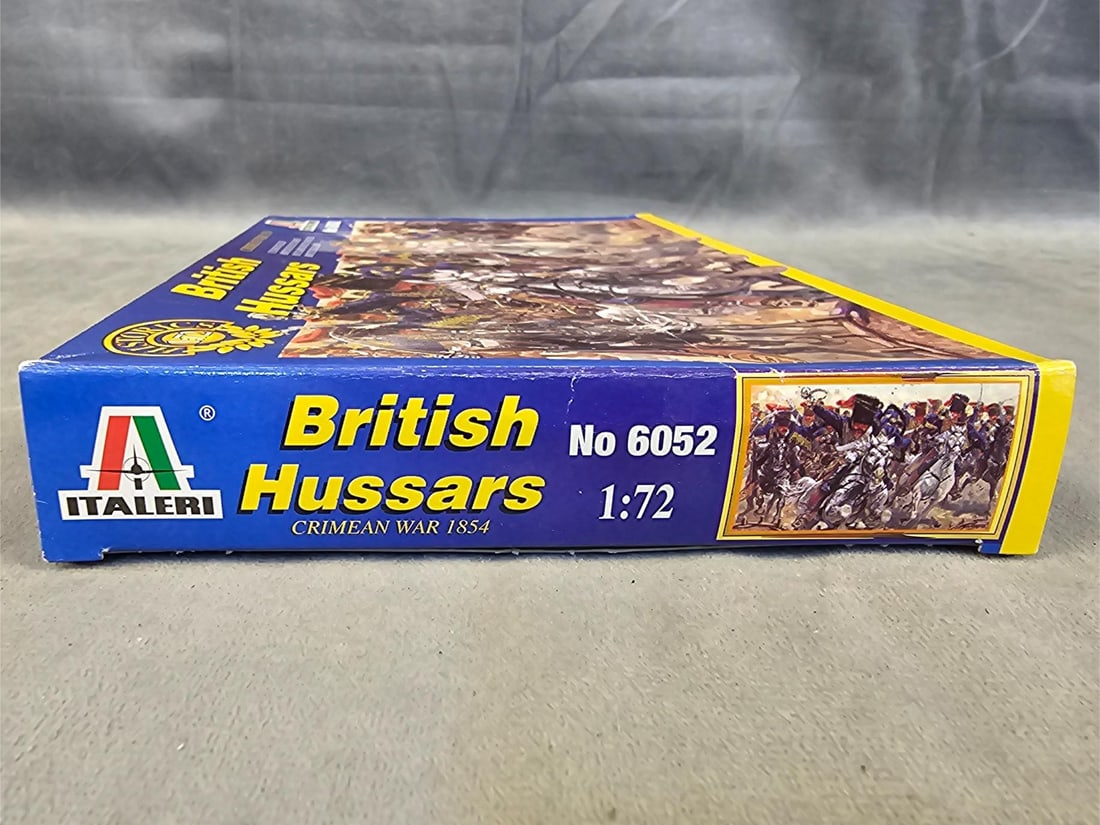 British
Hussars
ITALERI
®
British
Hussars
CRIMEAN WAR 1854
No 6052
1:72